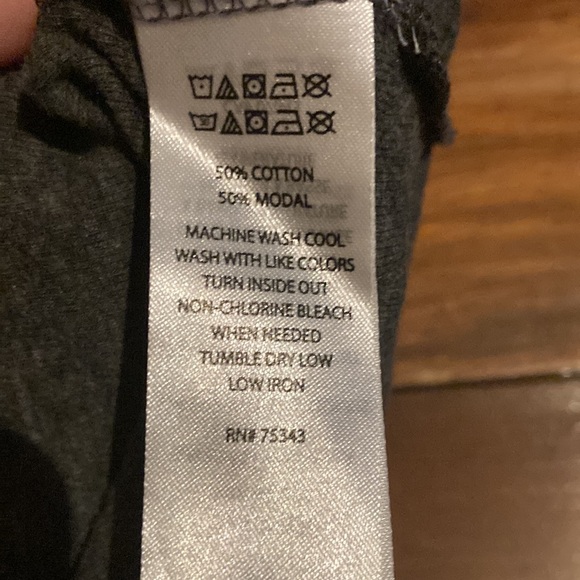 50% COTTON
50% MODAL
MACHINE WASH COOL
WASH WITH LIKE COLORS
TURN INSIDE OUT
NON-CHLORINE BLEACH
WHEN NEEDED
TUMBLE DRY LOW
LOW IRON
RN# 75343